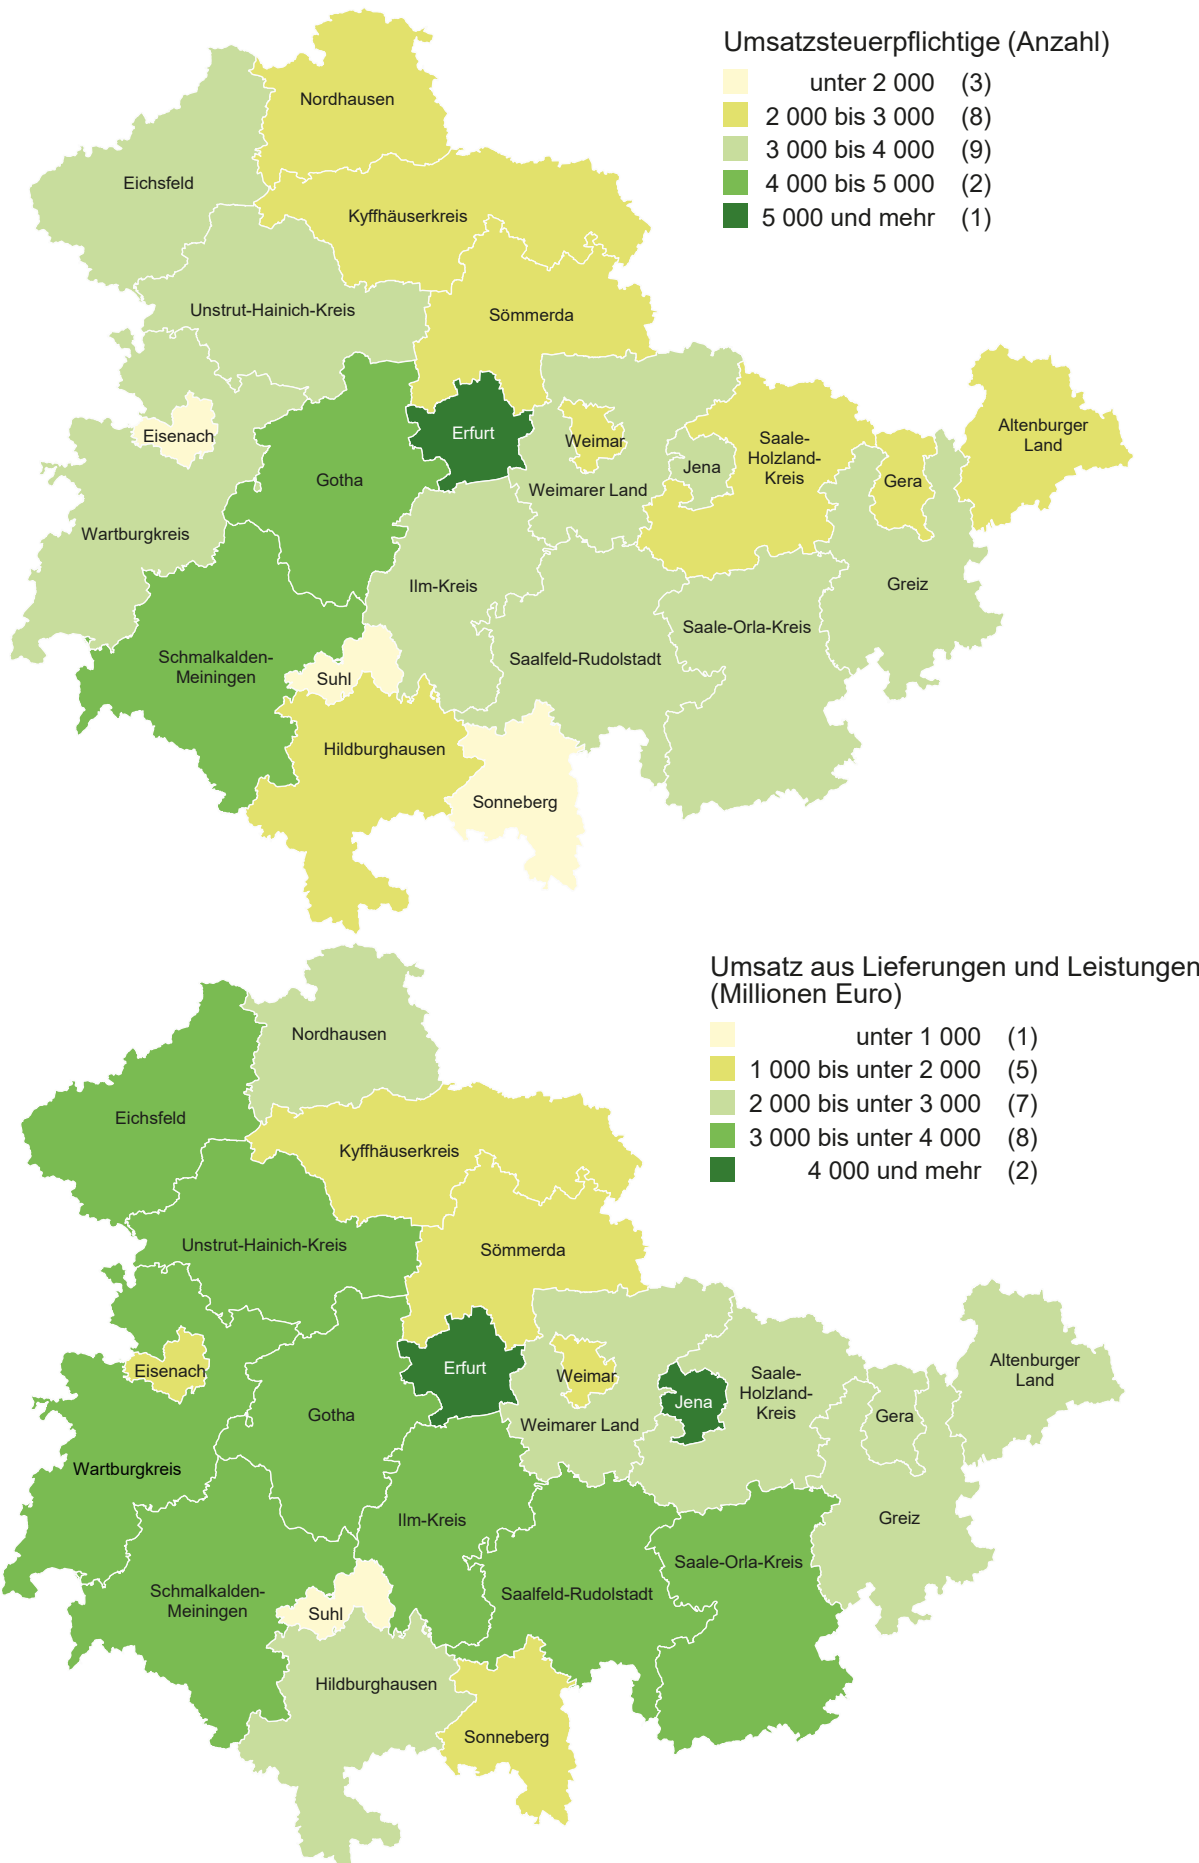 Umsatzsteuerpflichtige (Anzahl)
unter 2 000 (3)
2 000 bis 3 000 (8)
3 000 bis 4 000 (9)
4 000 bis 5 000 (2)
5 000 und mehr (1)
Nordhausen
Eichsfeld
Kyffhäuserkreis
Unstrut-Hainich-Kreis
Sömmerda
Eisenach
Erfurt
Weimar
Altenburger
Land
Saale-
Holzland-
Kreis
Jena
Gotha
Gera
Weimarer Land
Wartburgkreis
Ilm-Kreis
Greiz
Saale-Orla-Kreis
Schmalkalden-
Meiningen
Saalfeld-Rudolstadt
Suhl
Hildburghausen
Sonneberg
Umsatz aus Lieferungen und Leistungen
(Millionen Euro)
unter 1 000 (1)
1 000 bis unter 2 000 (5)
2 000 bis unter 3 000 (7)
3 000 bis unter 4 000 (8)
4 000 und mehr (2)
Nordhausen
Eichsfeld
Kyffhäuserkreis
Unstrut-Hainich-Kreis
Sömmerda
Eisenach
Erfurt
Weimar
Altenburger
Land
Saale-
Holzland-
Kreis
Jena
Gotha
Gera
Weimarer Land
Wartburgkreis
Ilm-Kreis
Greiz
Saale-Orla-Kreis
Schmalkalden-
Meiningen
Saalfeld-Rudolstadt
Suhl
Hildburghausen
Sonneberg